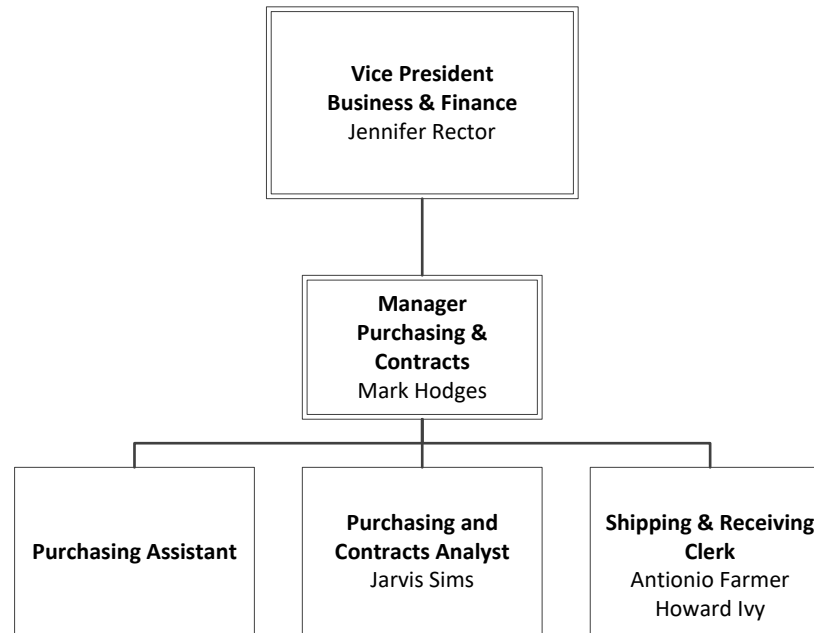 Vice President
Business & Finance
Jennifer Rector
Manager
Purchasing &
Contracts
Mark Hodges
Purchasing Assistant
Purchasing and
Contracts Analyst
Jarvis Sims
Shipping & Receiving
Clerk
Antionio Farmer
Howard Ivy